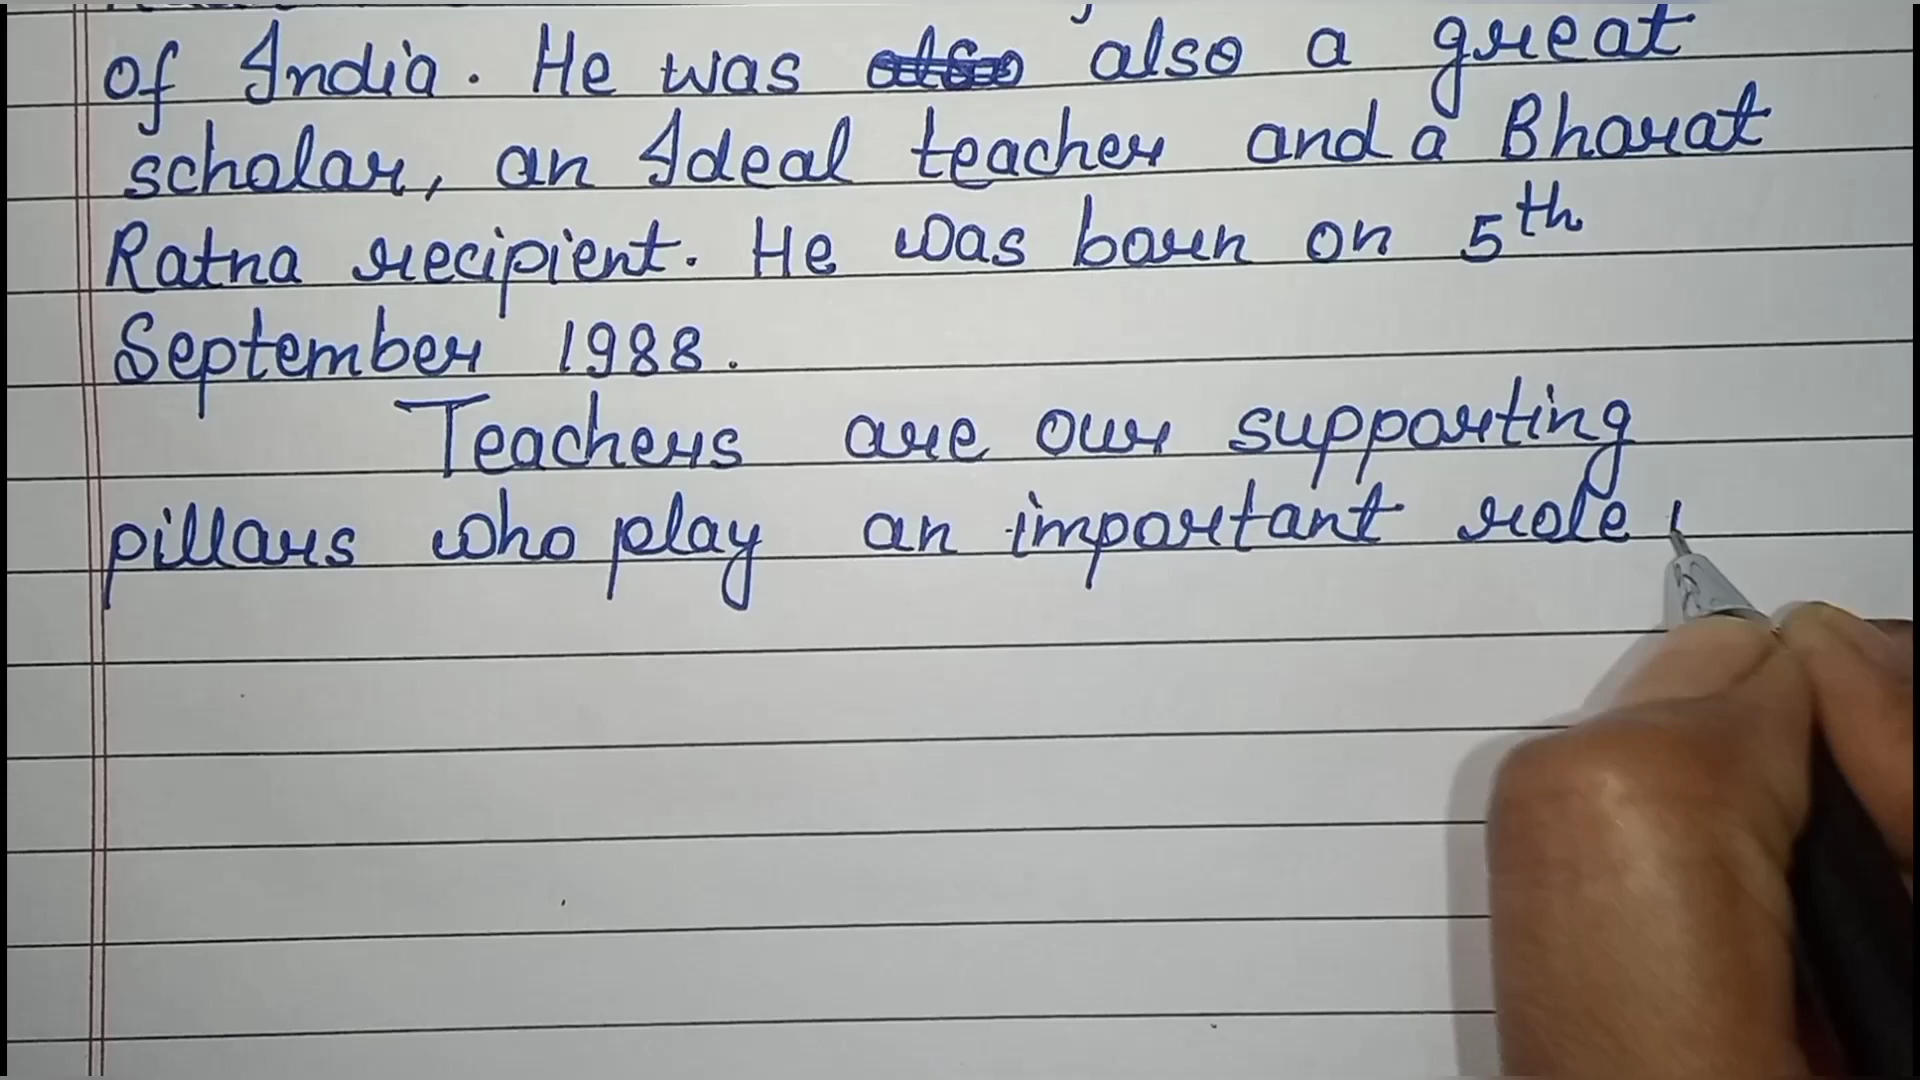 of India. He was also a great
scholar, an Ideal teacher and a Bharat
Ratna recipient. He was born on 5th
September 1988.
Teachers are our supporting
pillars who play an important role